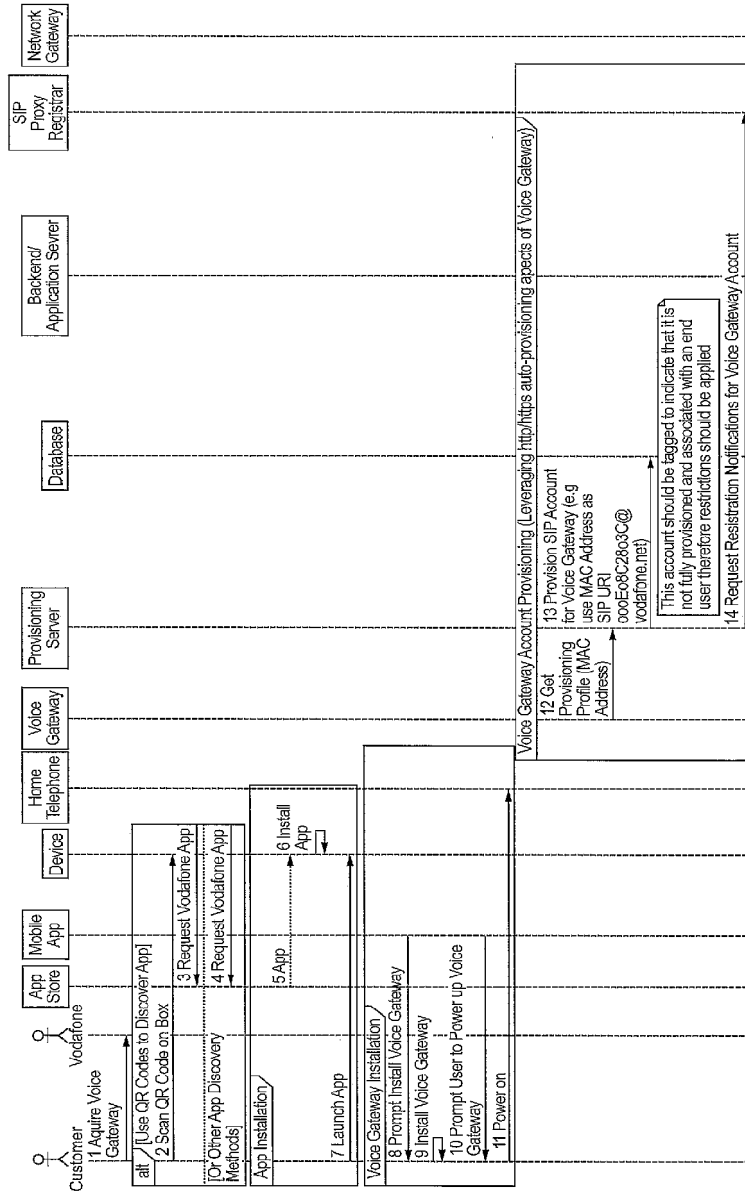 Customer
Vodafone
App
Store
Mobile
App
Device
Home
Telephone
Voice
Gateway
Provisioning
Server
Database
Backend/
Application Sevrer
SIP
Proxy
Registrar
Network
Gateway
1 Aquire Voice
Gateway
alt
[Use QR Codes to Discover App]
2 Scan QR Code on Box
3 Request Vodafone App
[Or Other App Discovery
Methods]
4 Request Vodafone App
App Installation
5 App
6 Install
App
7 Launch App
Voice Gateway Installation
8 Prompt Install Voice Gateway
9 Install Voice Gateway
10 Prompt User to Power up Voice
Gateway
11 Power on
Voice Gateway Account Provisioning (Leveraging http/https auto-provisioning apects of Voice Gateway)
12 Get
Provisioning
Profile (MAC
Address)
13 Provision SIP Account
for Voice Gateway (e.g
use MAC Address as
SIP URI
oooEo8C28o3C@
vodafone.net)
This account should be tagged to indicate that it is
not fully provisioned and associated with an end
user therefore restrictions should be applied
14 Request Resistration Notifications for Voice Gateway Account